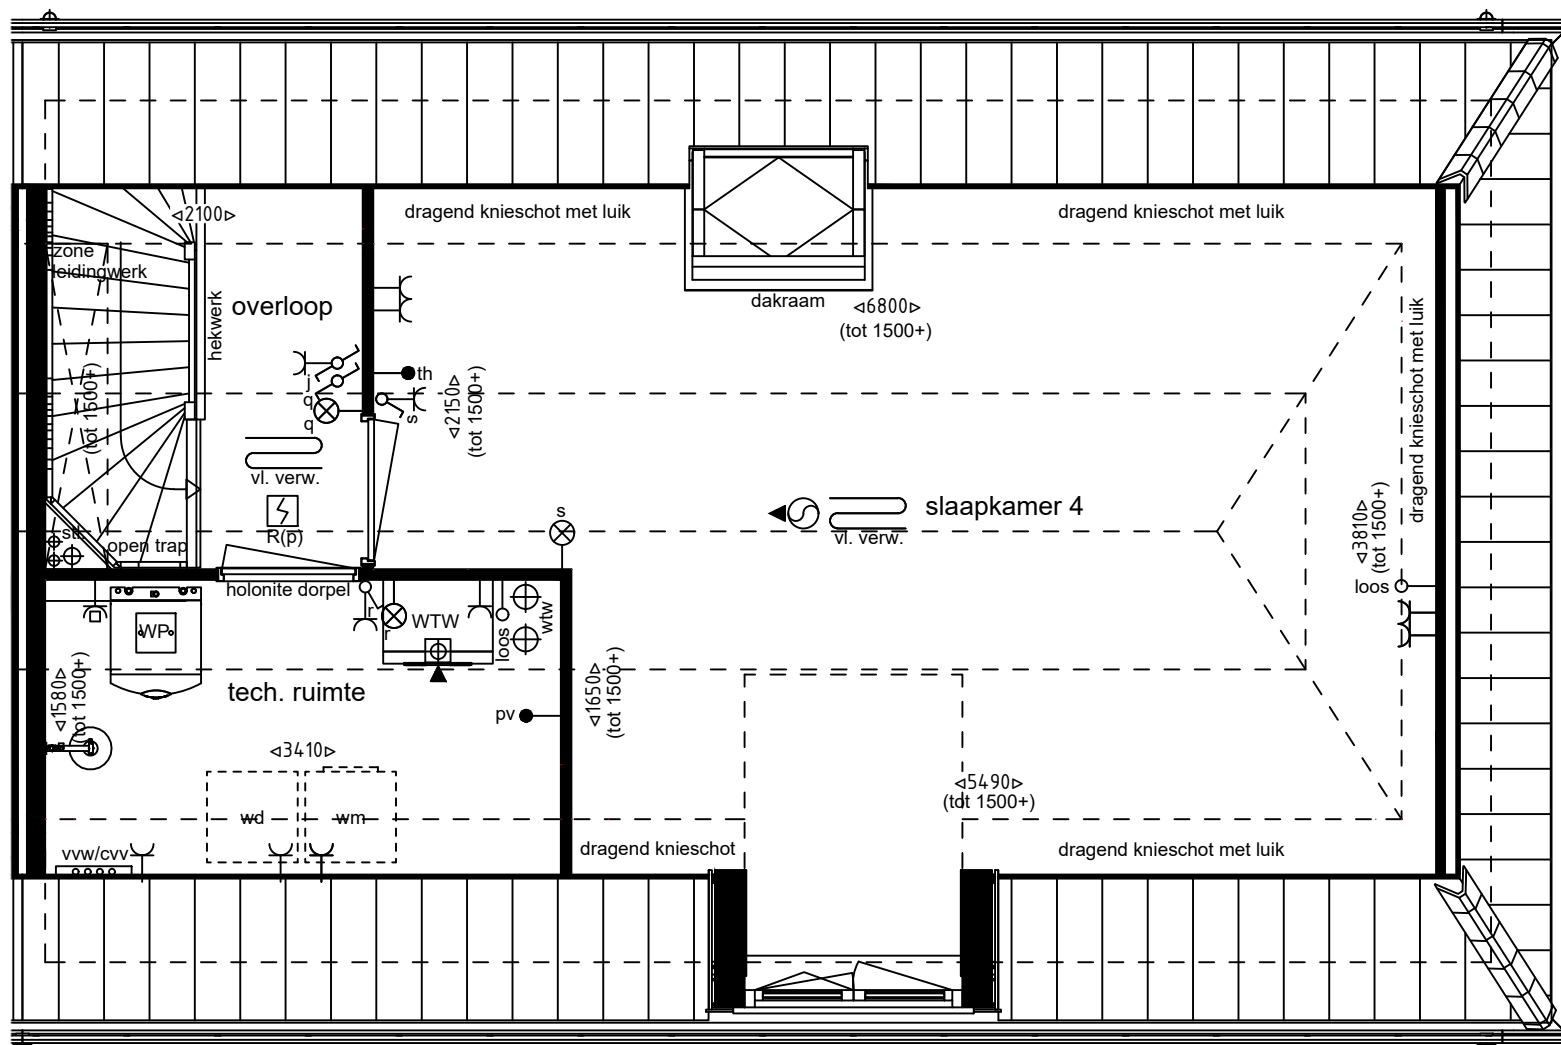 dragend knieschot met luik
dragend knieschot met luik
◃2100▹
zone
leidingwerk
overloop
hekwerk
dakraam
◃6800▹
(tot 1500+)
dragend knieschot met luik
(tot 1500+)
j
q
q
th
s
◃2150▹
(tot 1500+)
vl. verw.
R(p)
s
slaapkamer 4
vl. verw.
◃3810▹
(tot 1500+)
open trap
holonite dorpel
loos
WP
r
r
WTW
loos
wtw
◃1580▹
(tot 1500+)
tech. ruimte
pv
◃1650▹
(tot 1500+)
◃3410▹
◃5490▹
(tot 1500+)
wd
wm
vvw/cvv
dragend knieschot
dragend knieschot met luik